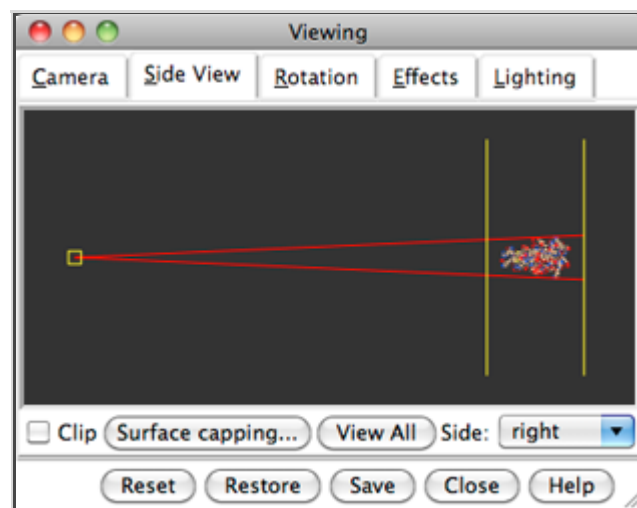 Viewing
Camera Side View Rotation Effects Lighting
Clip Surface capping... View All Side: right
Reset Restore Save Close Help